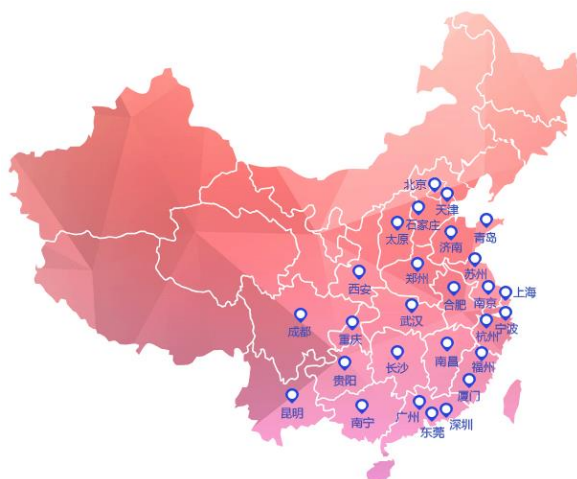 北京
天津
石家庄
太原
济南
青岛
郑州
苏州
西安
合肥
南京
上海
成都
重庆
武汉
杭州
宁波
贵阳
长沙
南昌
福州
厦门
昆明
南宁
广州
东莞
深圳